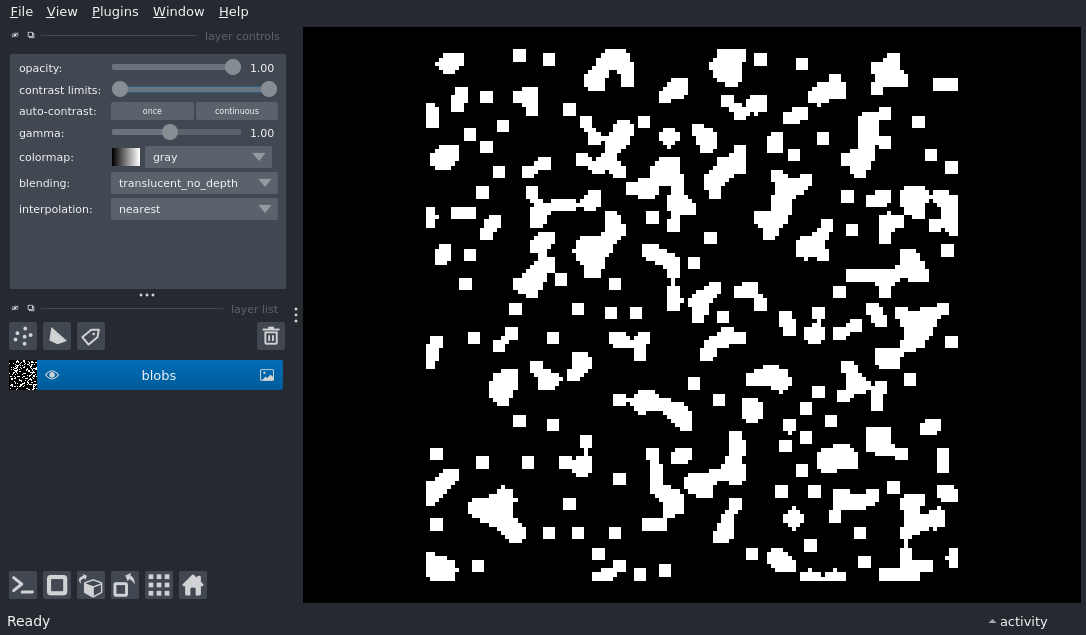 File View Plugins Window Help
layer controls
opacity: 1.00
contrast limits:
auto-contrast: once continuous
gamma: 1.00
colormap: gray
blending: translucent_no_depth
interpolation: nearest
layer list
blobs
Ready activity